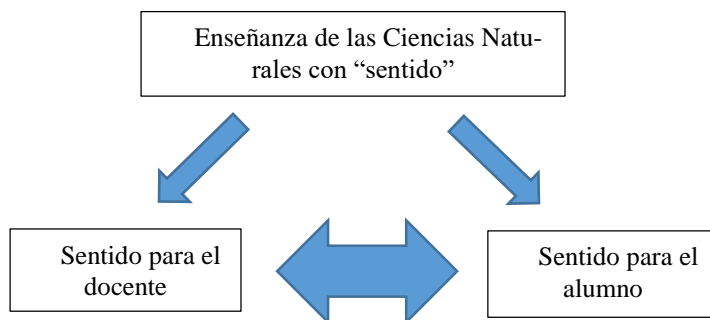 Enseñanza de las Ciencias Natu-
rales con “sentido”
Sentido para el
docente
Sentido para el
alumno